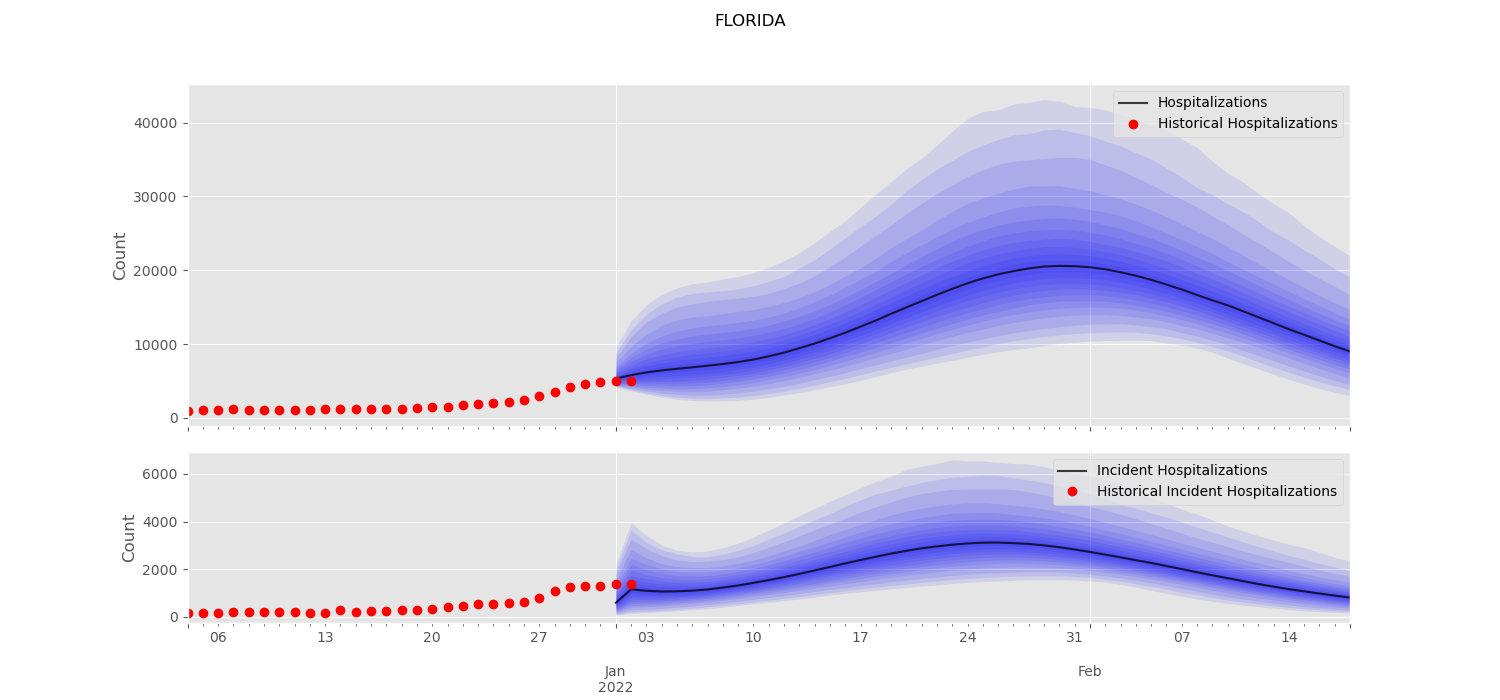 FLORIDA
Hospitalizations
Historical Hospitalizations
40000
30000
20000
10000
0
Count
Incident Hospitalizations
Historical Incident Hospitalizations
6000
4000
2000
0
Count
06 13 20 27 03 10 17 24 31 07 14
Jan Feb
2022